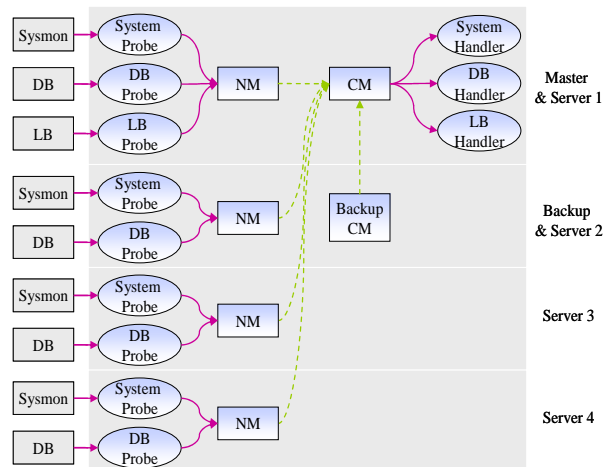 Sysmon
System
Probe
DB
DB
Probe
LB
LB
Probe
NM
CM
System
Handler
DB
Handler
LB
Handler
Master
& Server 1
Sysmon
System
Probe
DB
DB
Probe
NM
Backup
CM
Backup
& Server 2
Sysmon
System
Probe
DB
DB
Probe
NM
Server 3
Sysmon
System
Probe
DB
DB
Probe
NM
Server 4